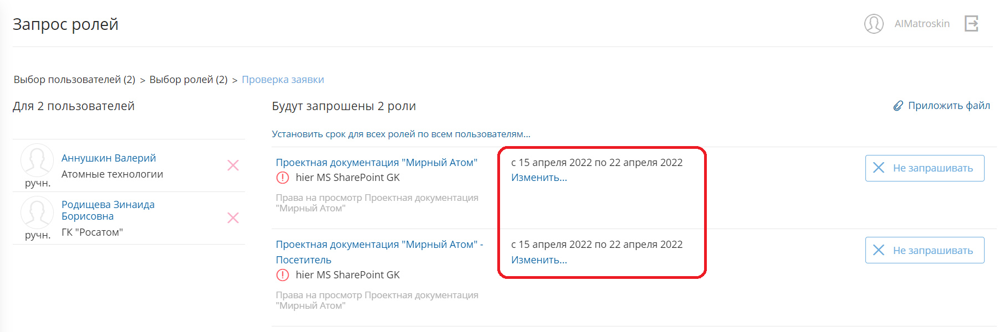 Запрос ролей
AIMatroskin
Выбор пользователей (2) > Выбор ролей (2) > Проверка заявки
Для 2 пользователей
Аннушкин Валерий
Атомные технологии
ручн.
Родищева Зинаида
Борисовна
ГК "Росатом"
ручн.
Будут запрошены 2 роли
Приложить файл
Установить срок для всех ролей по всем пользователям...
Проектная документация "Мирный Атом"
hier MS SharePoint GK
Права на просмотр Проектная документация
"Мирный Атом"
с 15 апреля 2022 по 22 апреля 2022
Изменить...
Не запрашивать
Проектная документация "Мирный Атом" -
Посетитель
hier MS SharePoint GK
Права на просмотр Проектная документация
"Мирный Атом"
с 15 апреля 2022 по 22 апреля 2022
Изменить...
Не запрашивать